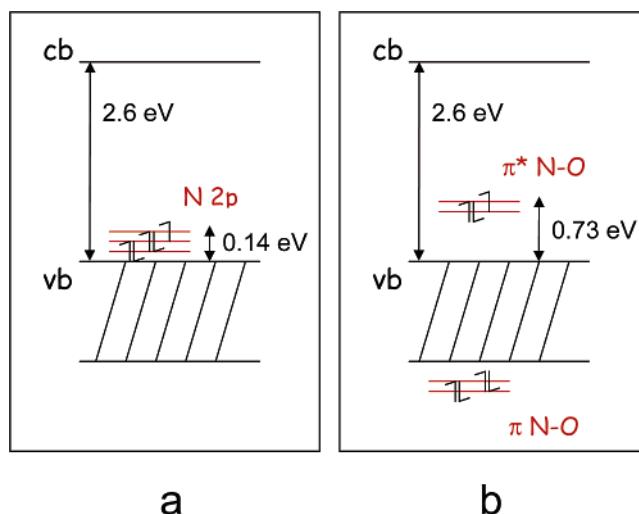 cb
2.6 eV
N 2p
0.14 eV
vb
a
cb
2.6 eV
π* N-O
0.73 eV
vb
π N-O
b